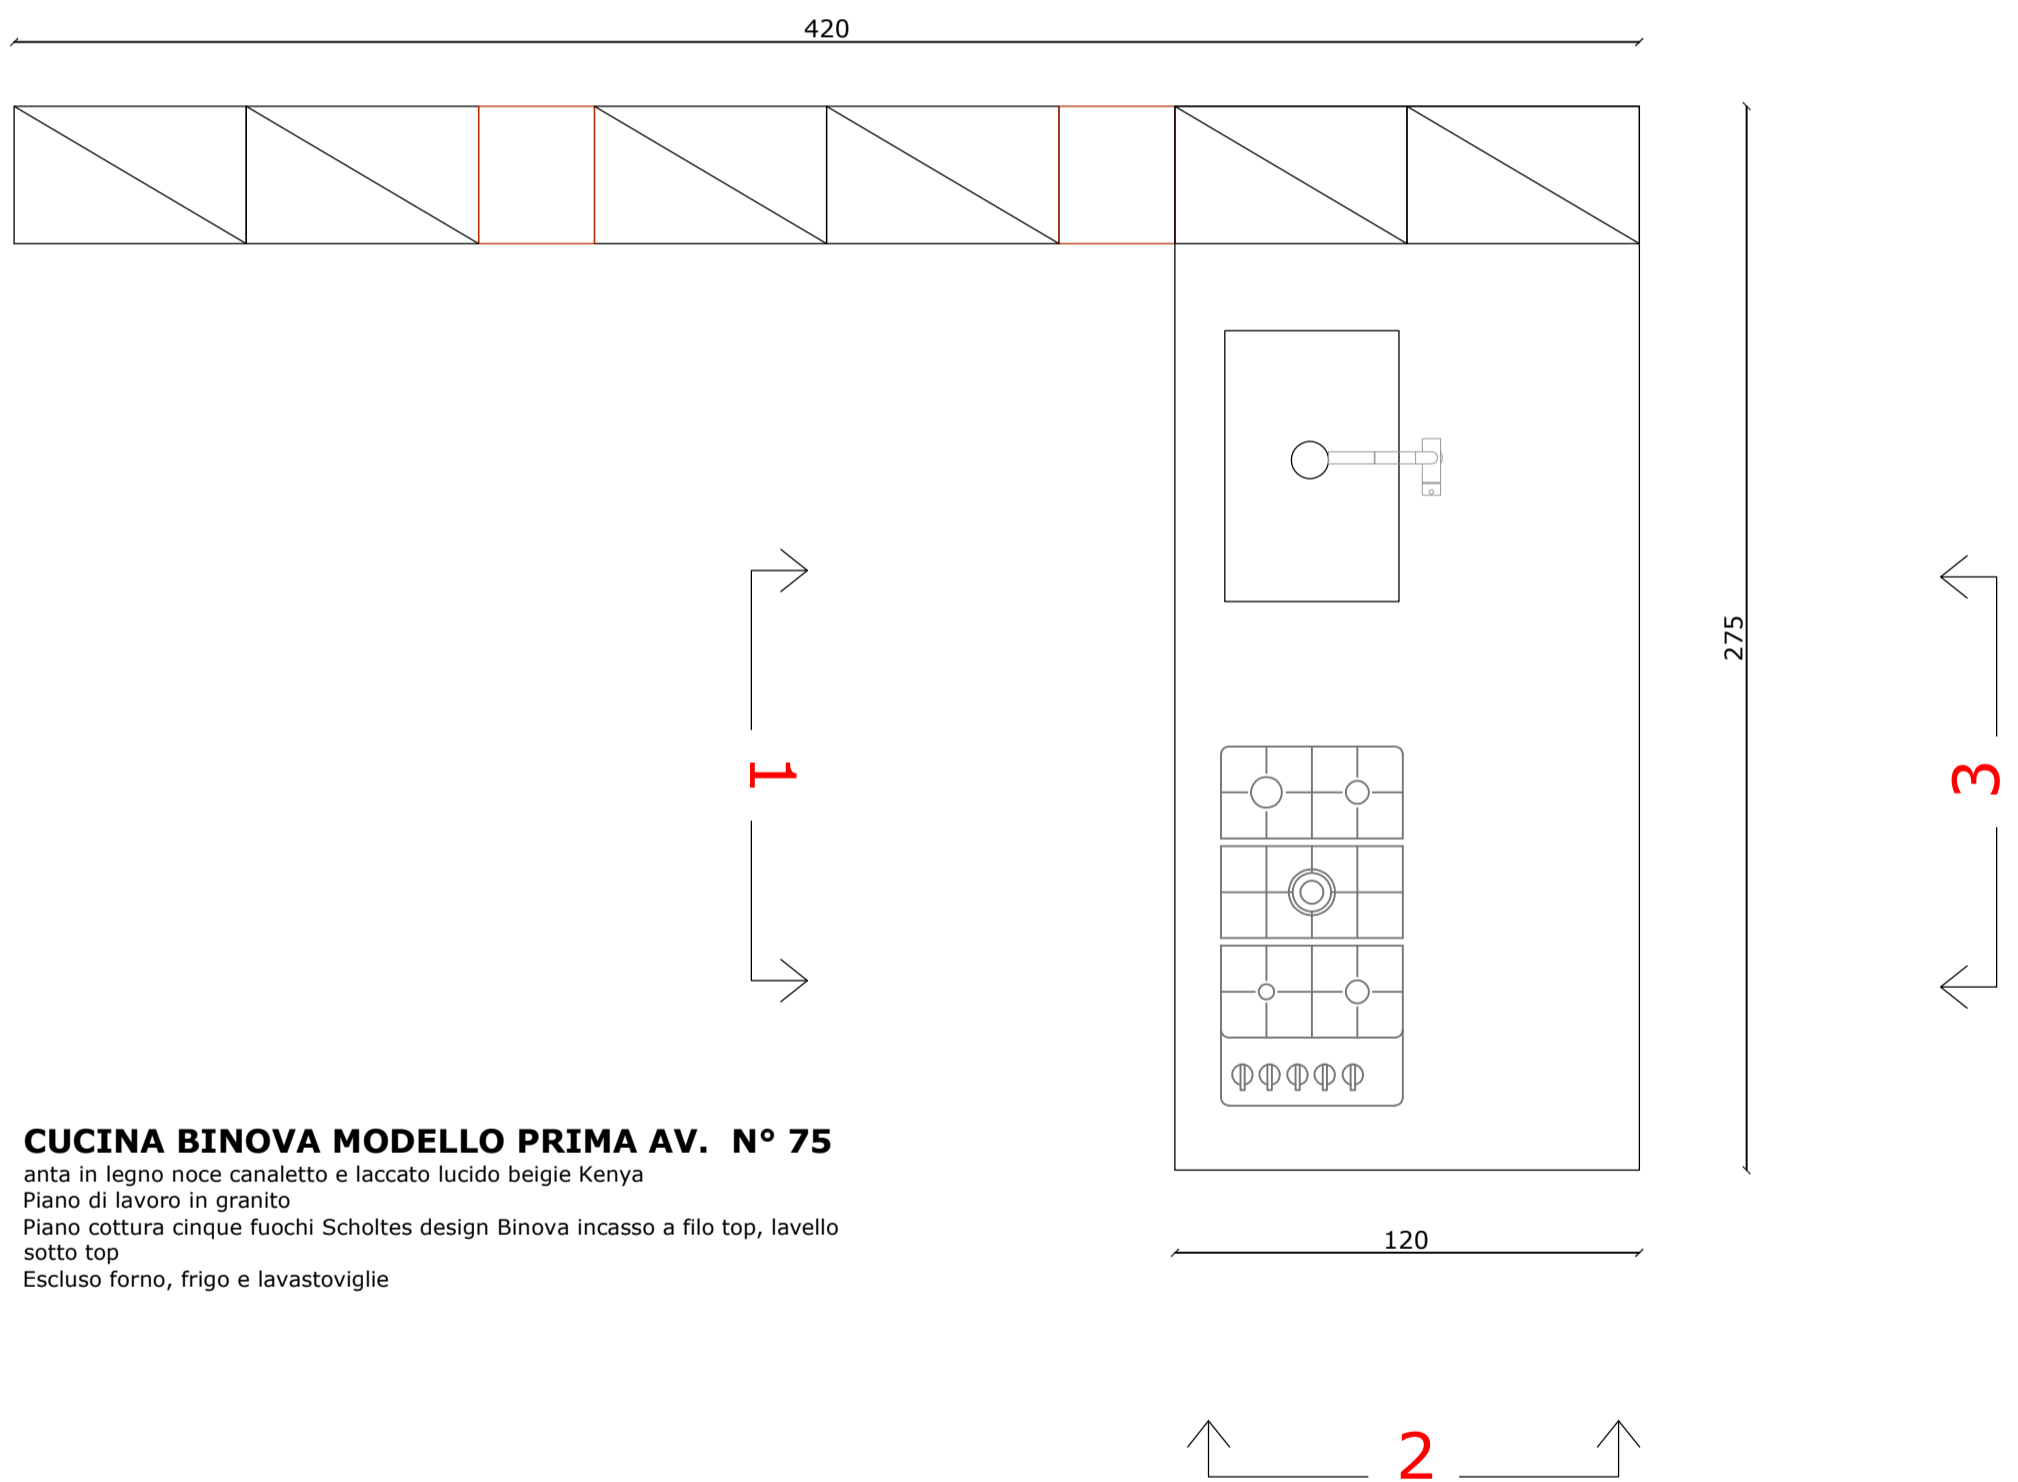 420
275
1
3
CUCINA BINOVA MODELLO PRIMA AV. N° 75
anta in legno noce canaletto e laccato lucido beigie Kenya
Piano di lavoro in granito
Piano cottura cinque fuochi Scholtes design Binova incasso a filo top, lavello
sotto top
Escluso forno, frigo e lavastoviglie
120
2